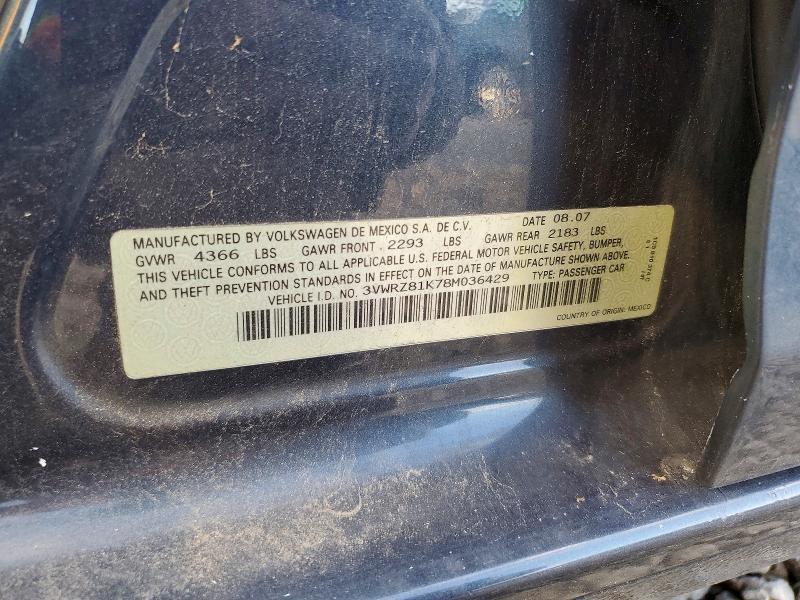 MANUFACTURED BY VOLKSWAGEN DE MEXICO S.A. DE C.V. DATE 08.07
GVWR 4366 LBS GAWR FRONT 2293 LBS GAWR REAR 2183 LBS
THIS VEHICLE CONFORMS TO ALL APPLICABLE U.S. FEDERAL MOTOR VEHICLE SAFETY, BUMPER,
AND THEFT PREVENTION STANDARDS IN EFFECT ON THE DATE OF MANUFACTURE SHOWN ABOVE.
VEHICLE I.D. NO. 3VWRZ81K78M036429 TYPE: PASSENGER CAR
COUNTRY OF ORIGIN: MEXICO